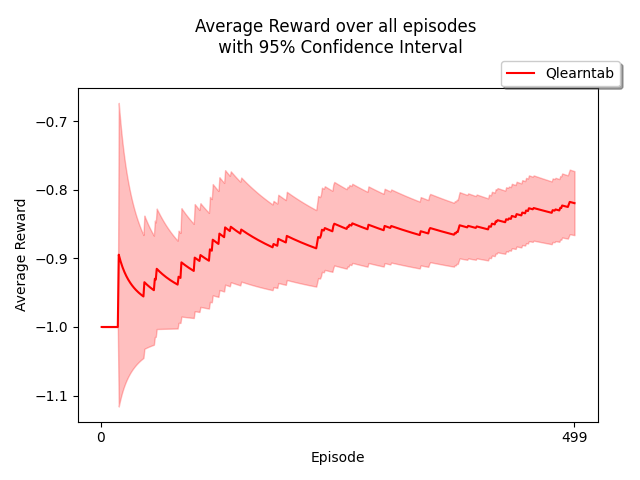 Average Reward over all episodes
with 95% Confidence Interval
Qlearntab
Average Reward
−0.7
−0.8
−0.9
−1.0
−1.1
0
499
Episode